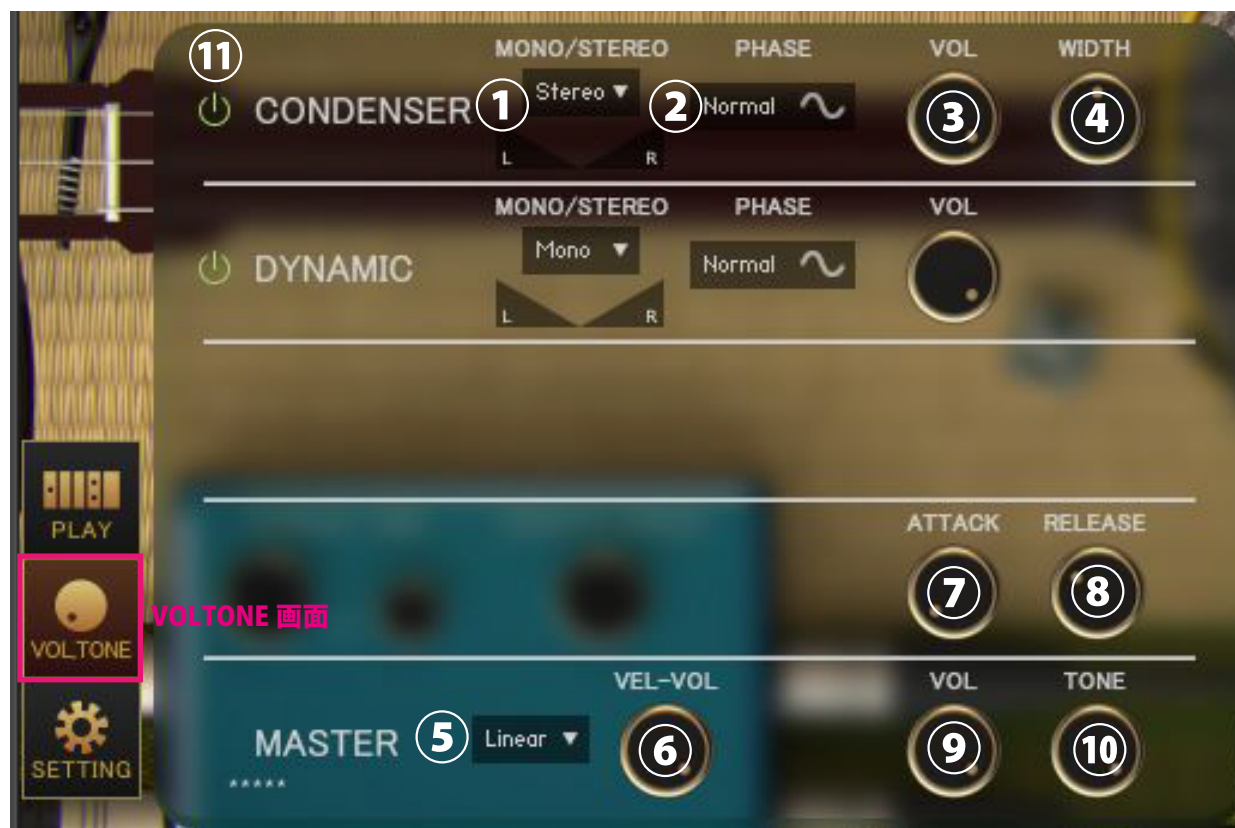 ⑪
MONO/STEREO PHASE VOL WIDTH
CONDENSER ① Stereo ▼ ② Normal ③ ④
L R
MONO/STEREO PHASE VOL
DYNAMIC Mono ▼ Normal
L R
PLAY
ATTACK RELEASE
⑦ ⑧
VOLTONE 画面
VOLTONE
VEL-VOL VOL TONE
MASTER ⑤ Linear ▼ ⑥ ⑨ ⑩
*****
SETTING